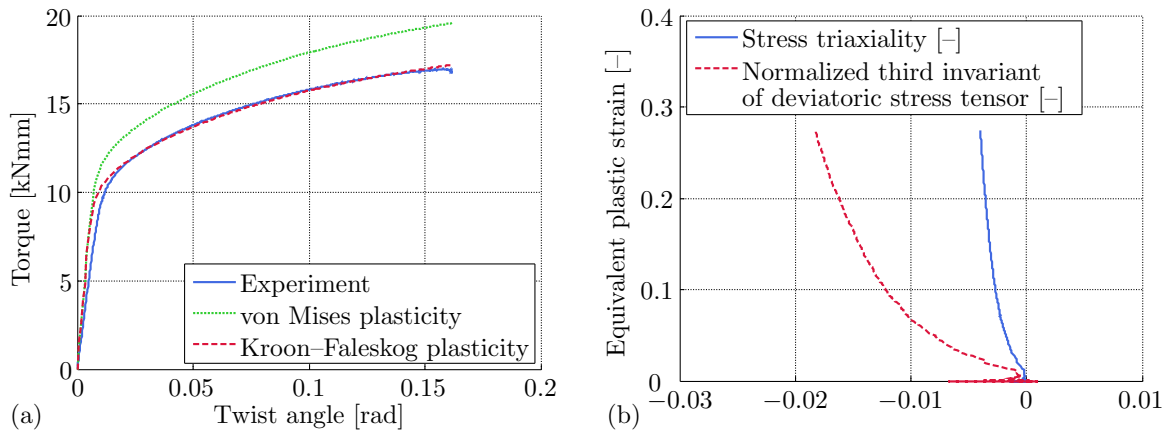 20
15
10
5
0
Torque [kNmm]
Experiment
von Mises plasticity
Kroon–Faleskog plasticity
0
0.05
0.1
0.15
0.2
(a)
Twist angle [rad]
0.4
0.3
0.2
0.1
0
Equivalent plastic strain [–]
Stress triaxiality [–]
Normalized third invariant
of deviatoric stress tensor [–]
−0.03
−0.02
−0.01
0
0.01
(b)